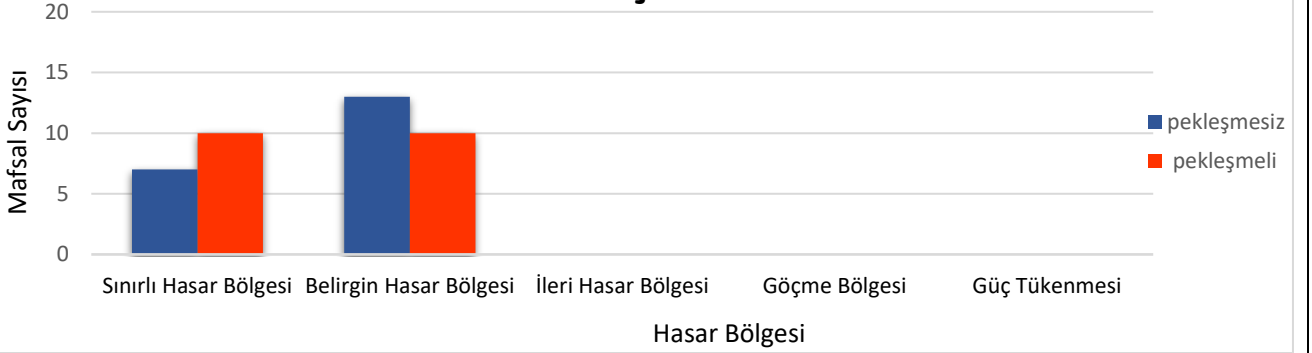 20
15
10
5
0
Mafsal Sayısı
pekleşmesiz
pekleşmeli
Sınırlı Hasar Bölgesi Belirgin Hasar Bölgesi İleri Hasar Bölgesi Göçme Bölgesi Güç Tükenmesi
Hasar Bölgesi